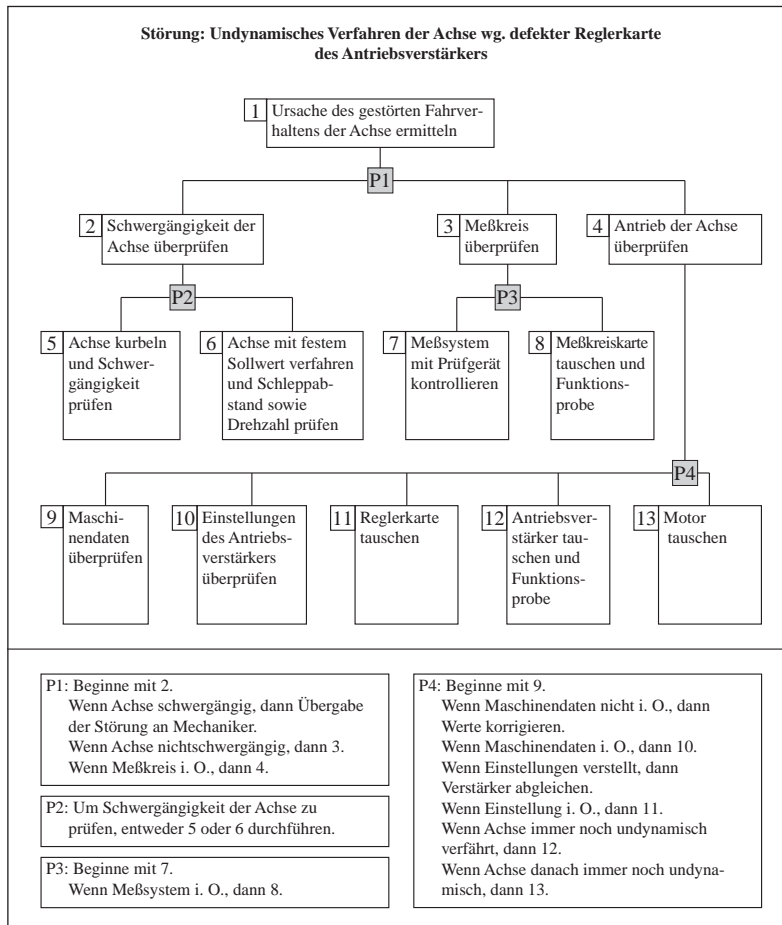 Störung: Undynamisches Verfahren der Achse wg. defekter Reglerkarte
des Antriebsverstärkers
1 Ursache des gestörten Fahrver-
haltens der Achse ermitteln
P1
2 Schwergängigkeit der
Achse überprüfen
3 Meßkreis
überprüfen
4 Antrieb der Achse
überprüfen
P2
P3
5 Achse kurbeln
und Schwer-
gängigkeit
prüfen
6 Achse mit festem
Sollwert verfahren
und Schleppab-
stand sowie
Drehzahl prüfen
7 Meßsystem
mit Prüfgerät
kontrollieren
8 Meßkreiskarte
tauschen und
Funktions-
probe
P4
9 Maschi-
nendaten
überprüfen
10 Einstellungen
des Antriebs-
verstärkers
überprüfen
11 Reglerkarte
tauschen
12 Antriebsver-
stärker tau-
schen und
Funktions-
probe
13 Motor
tauschen
P1: Beginne mit 2.
Wenn Achse schwergängig, dann Übergabe
der Störung an Mechaniker.
Wenn Achse nichtschwergängig, dann 3.
Wenn Meßkreis i. O., dann 4.
P2: Um Schwergängigkeit der Achse zu
prüfen, entweder 5 oder 6 durchführen.
P3: Beginne mit 7.
Wenn Meßsystem i. O., dann 8.
P4: Beginne mit 9.
Wenn Maschinendaten nicht i. O., dann
Werte korrigieren.
Wenn Maschinendaten i. O., dann 10.
Wenn Einstellungen verstellt, dann
Verstärker abgleichen.
Wenn Einstellung i. O., dann 11.
Wenn Achse immer noch undynamisch
verfährt, dann 12.
Wenn Achse danach immer noch undyna-
misch, dann 13.